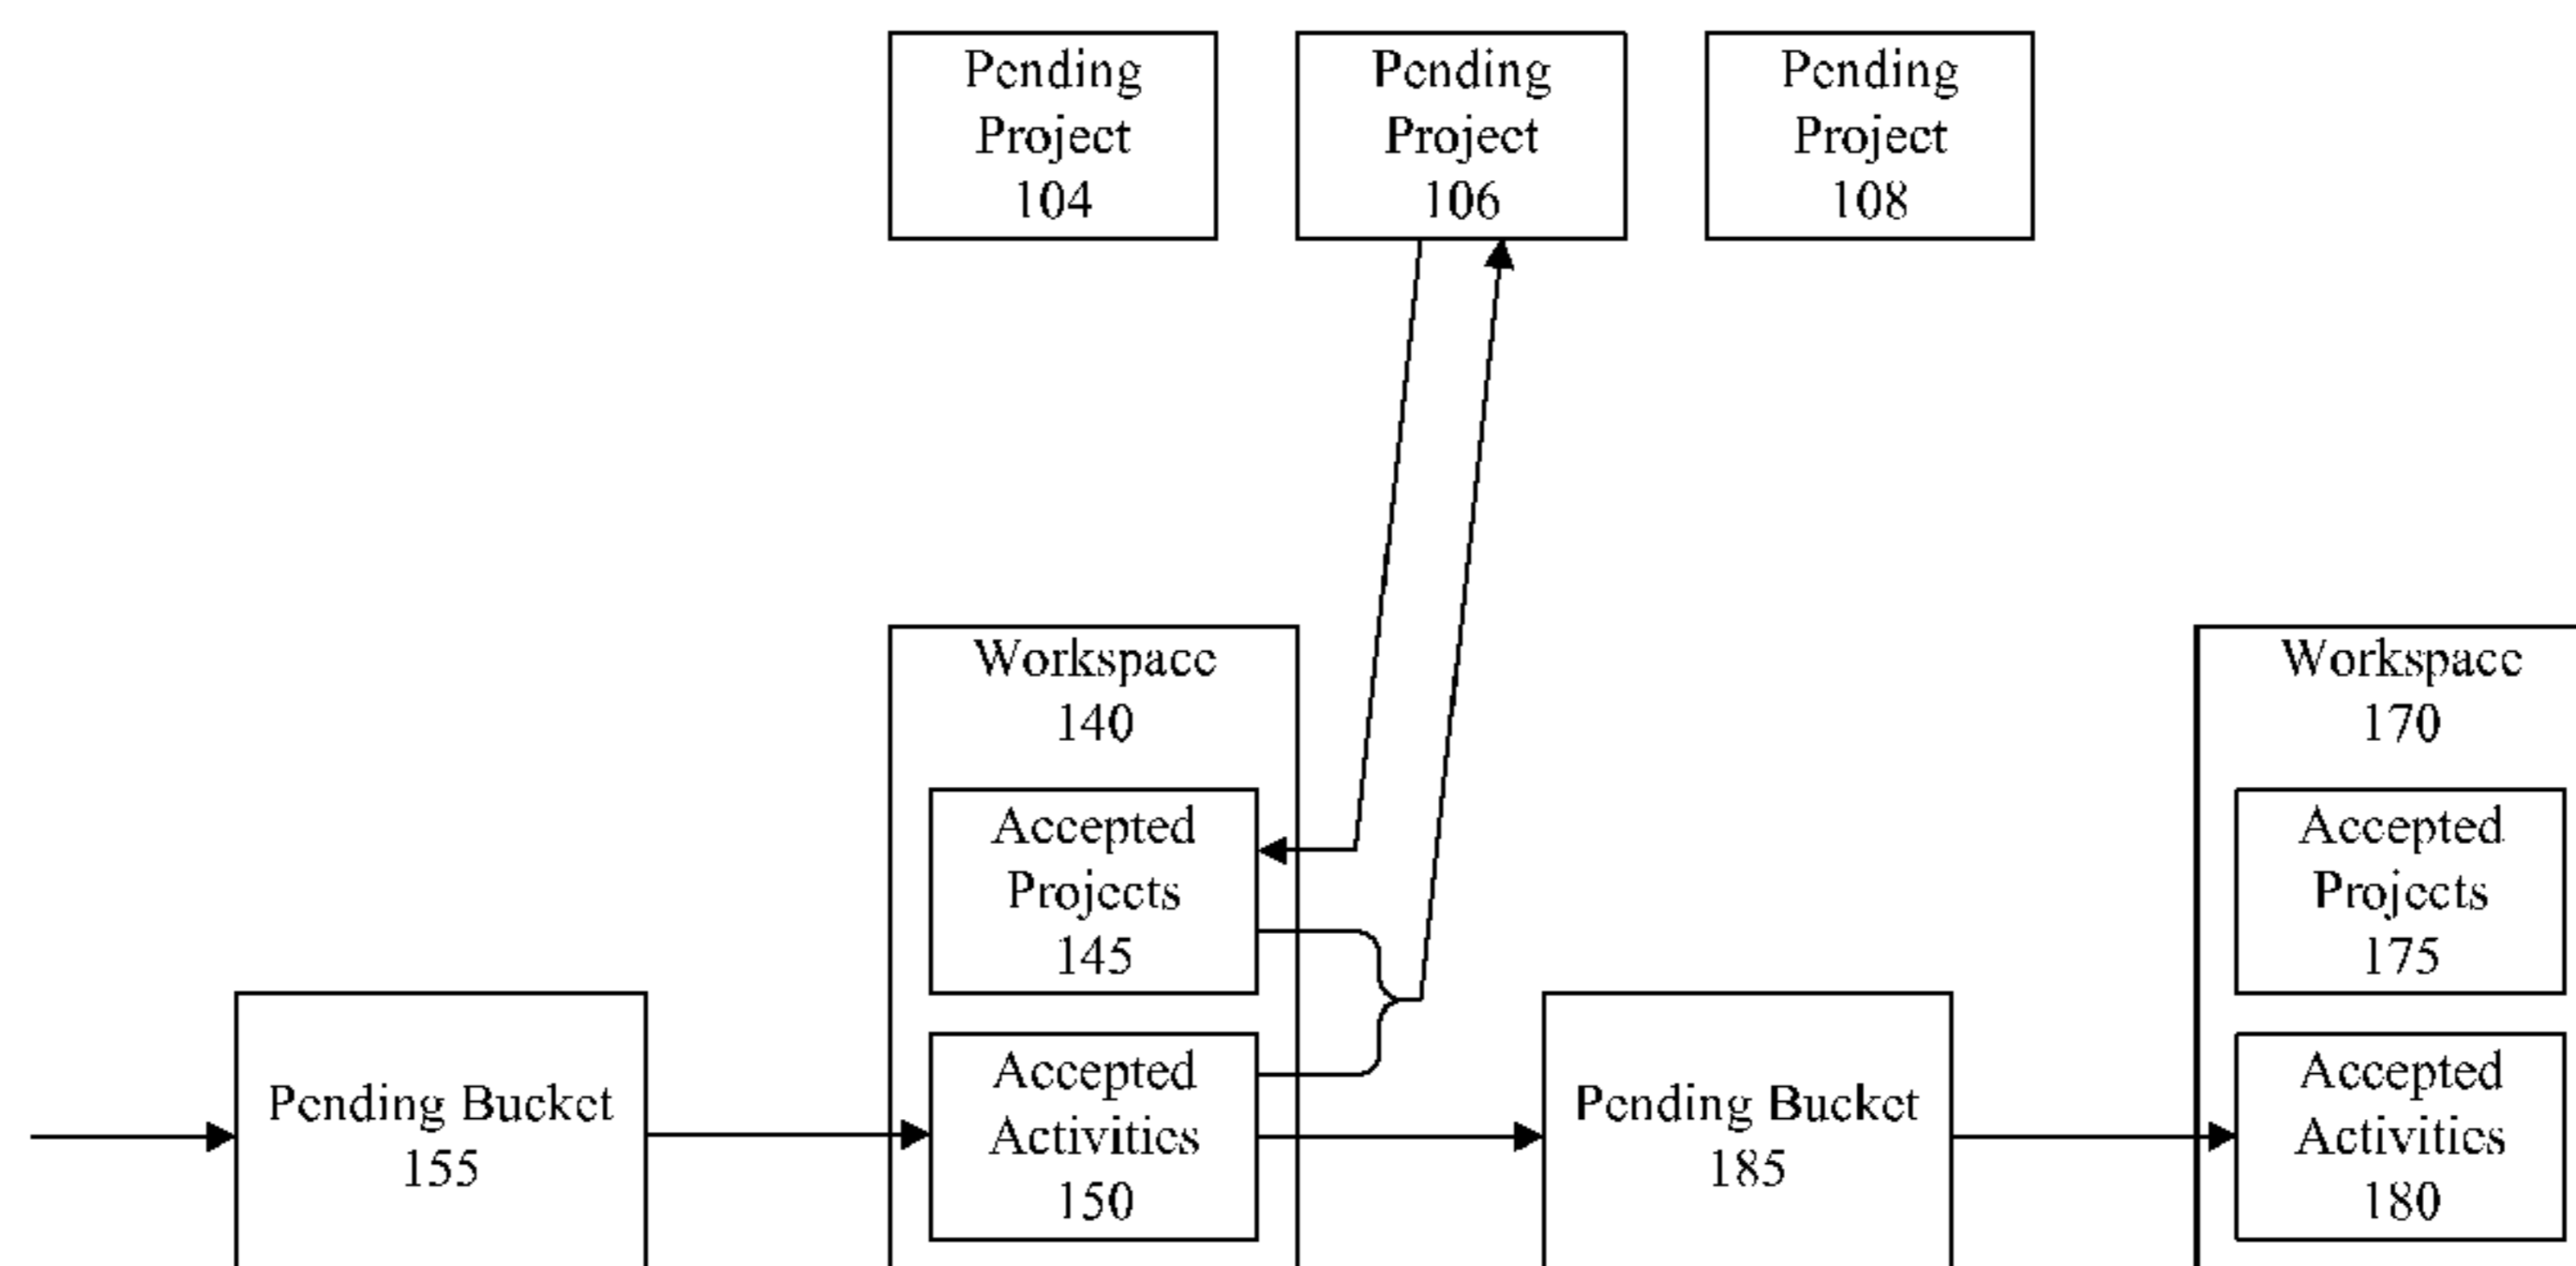 Pending
Project
104
Pending
Project
106
Pending
Project
108
Workspace
140
Accepted
Projects
145
Accepted
Activities
150
Pending Bucket
155
Pending Bucket
185
Workspace
170
Accepted
Projects
175
Accepted
Activities
180